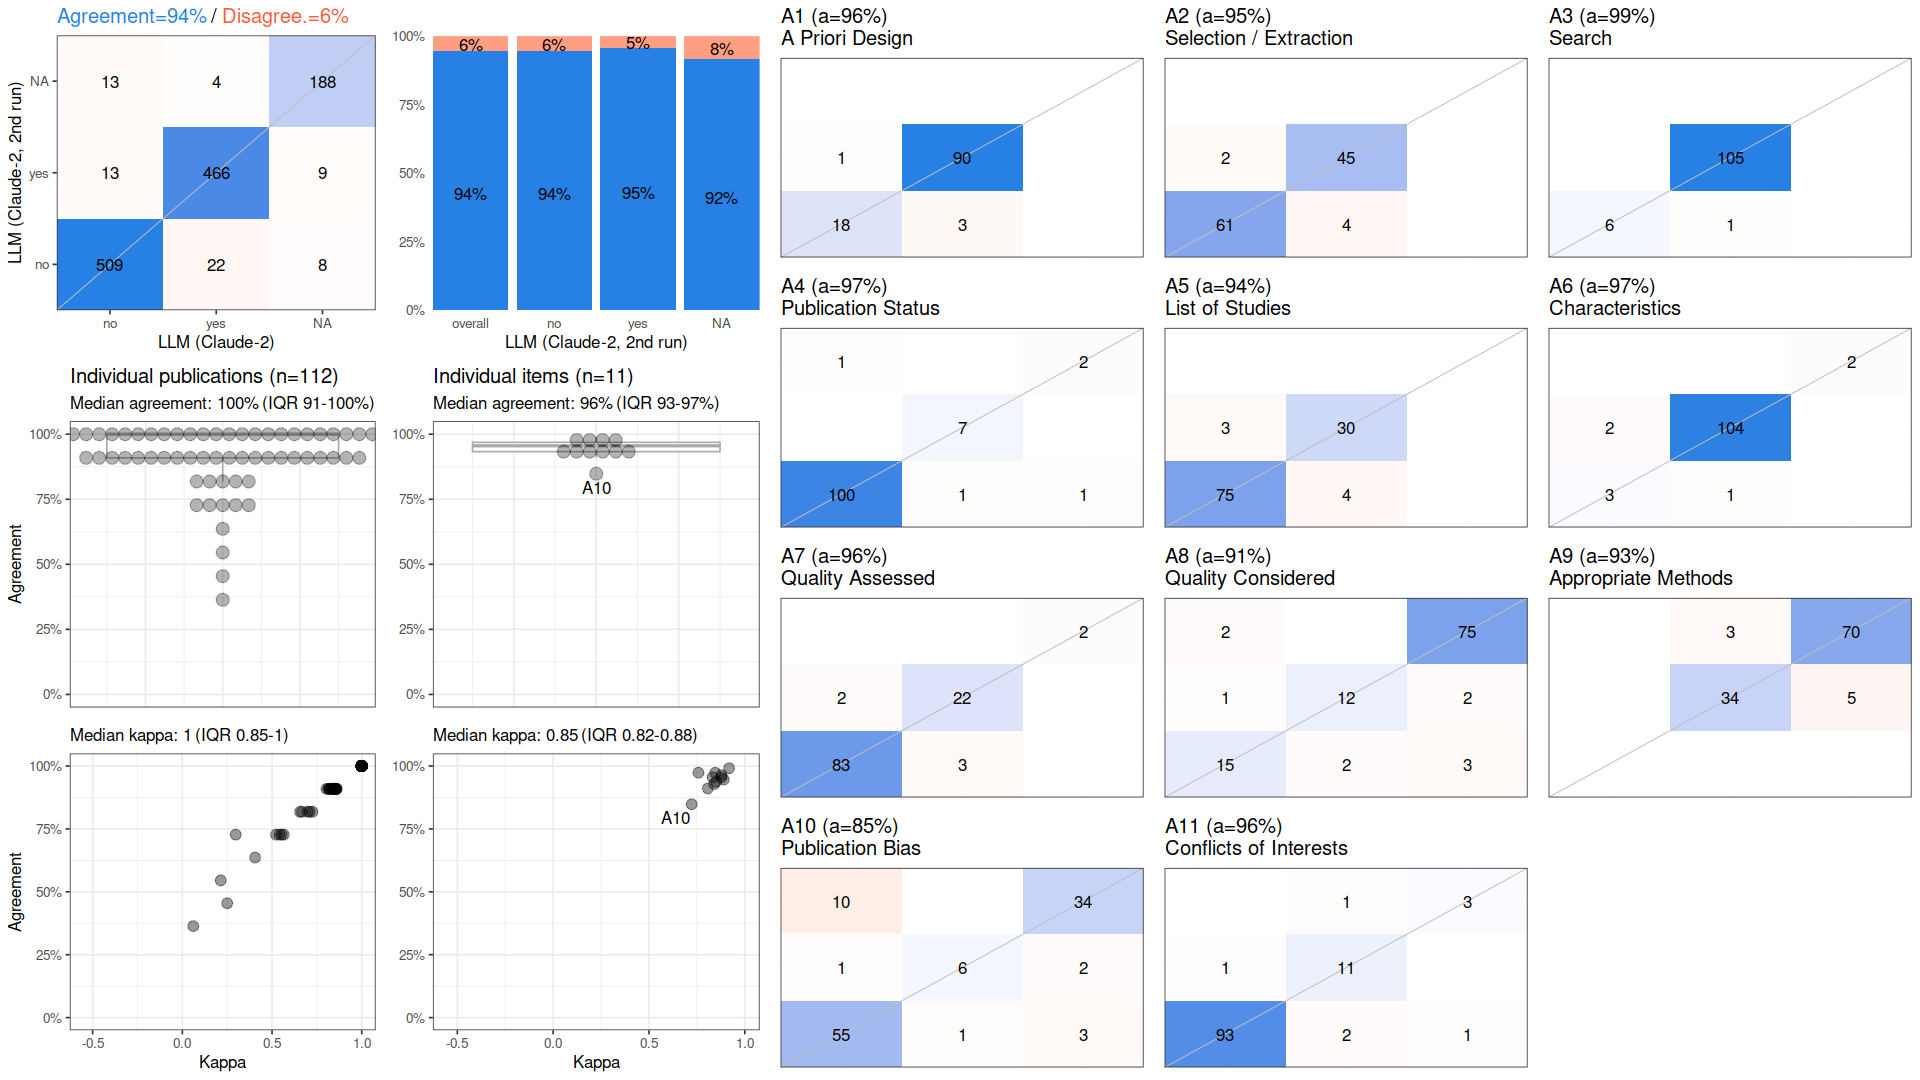 Agreement=94% / Disagree.=6%
LLM (Claude-2, 2nd run)
NA
13
4
188
yes
13
466
9
no
509
22
8
no
yes
NA
LLM (Claude-2)
100%
75%
50%
25%
0%
6%
6%
5%
8%
94%
94%
95%
92%
overall
no
yes
NA
LLM (Claude-2, 2nd run)
Individual publications (n=112)
Median agreement: 100% (IQR 91-100%)
Agreement
100%
75%
50%
25%
0%
Individual items (n=11)
Median agreement: 96% (IQR 93-97%)
100%
75%
50%
25%
0%
A10
Median kappa: 1 (IQR 0.85-1)
Agreement
100%
75%
50%
25%
0%
-0.5
0.0
0.5
1.0
Kappa
Median kappa: 0.85 (IQR 0.82-0.88)
100%
75%
50%
25%
0%
A10
-0.5
0.0
0.5
1.0
Kappa
A1 (a=96%)
A Priori Design
1
90
18
3
A2 (a=95%)
Selection / Extraction
2
45
61
4
A3 (a=99%)
Search
105
6
1
A4 (a=97%)
Publication Status
1
2
7
100
1
1
A5 (a=94%)
List of Studies
3
30
75
4
A6 (a=97%)
Characteristics
2
2
104
3
1
A7 (a=96%)
Quality Assessed
2
2
22
83
3
A8 (a=91%)
Quality Considered
2
75
1
12
2
15
2
3
A9 (a=93%)
Appropriate Methods
3
70
34
5
A10 (a=85%)
Publication Bias
10
34
1
6
2
55
1
3
A11 (a=96%)
Conflicts of Interests
1
3
1
11
93
2
1